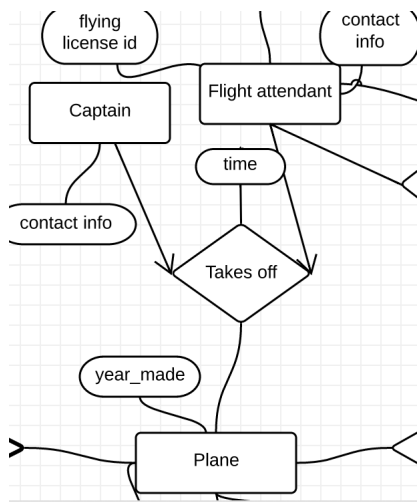 flying
license id
contact
info
Flight attendant
Captain
time
contact info
Takes off
year_made
Plane